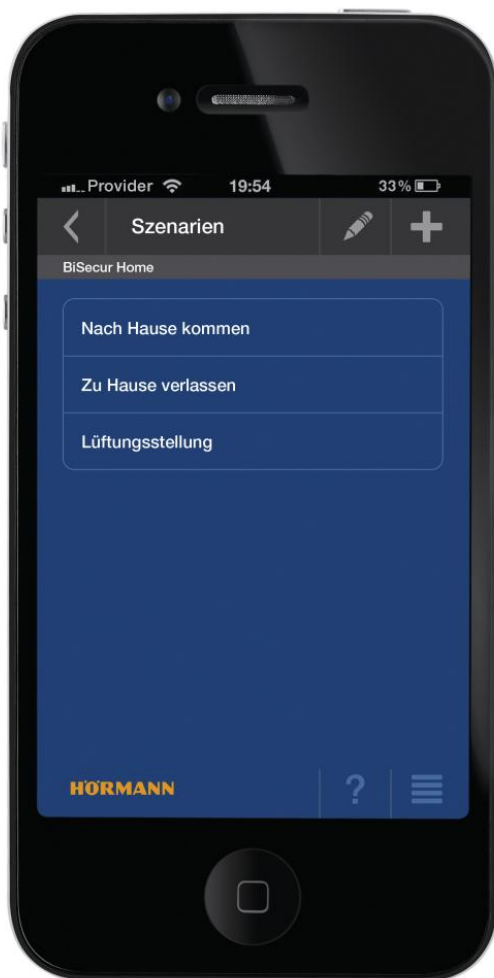 Provider 19:54 33%
Szenarien
BiSecur Home
Nach Hause kommen
Zu Hause verlassen
Lüftungsstellung
HÖRMANN ?